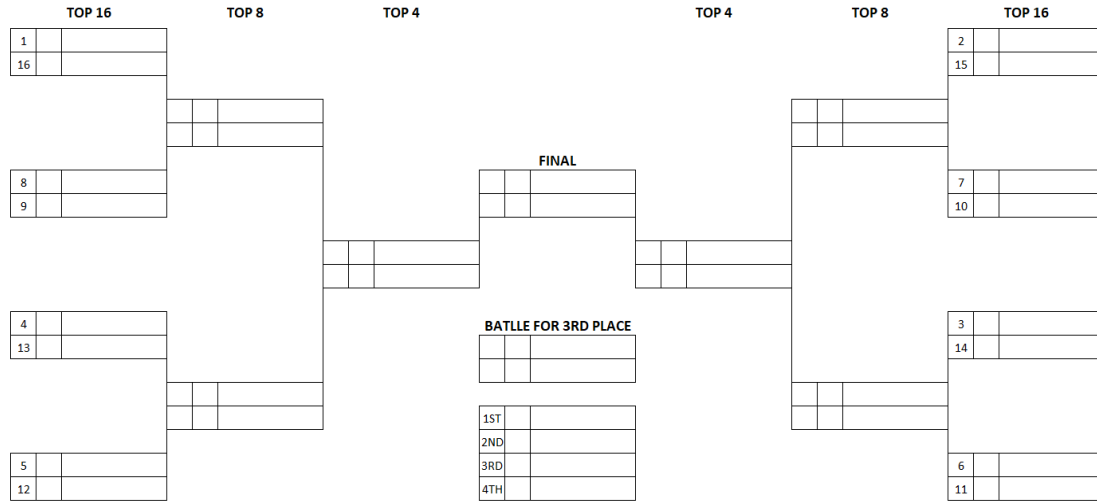 TOP 16 TOP 8 TOP 4 TOP 4 TOP 8 TOP 16
1 2
16 15
FINAL
8 7
9 10
4 3
BATLLE FOR 3RD PLACE
13 14
1ST
2ND
5 3RD 6
12 4TH 11